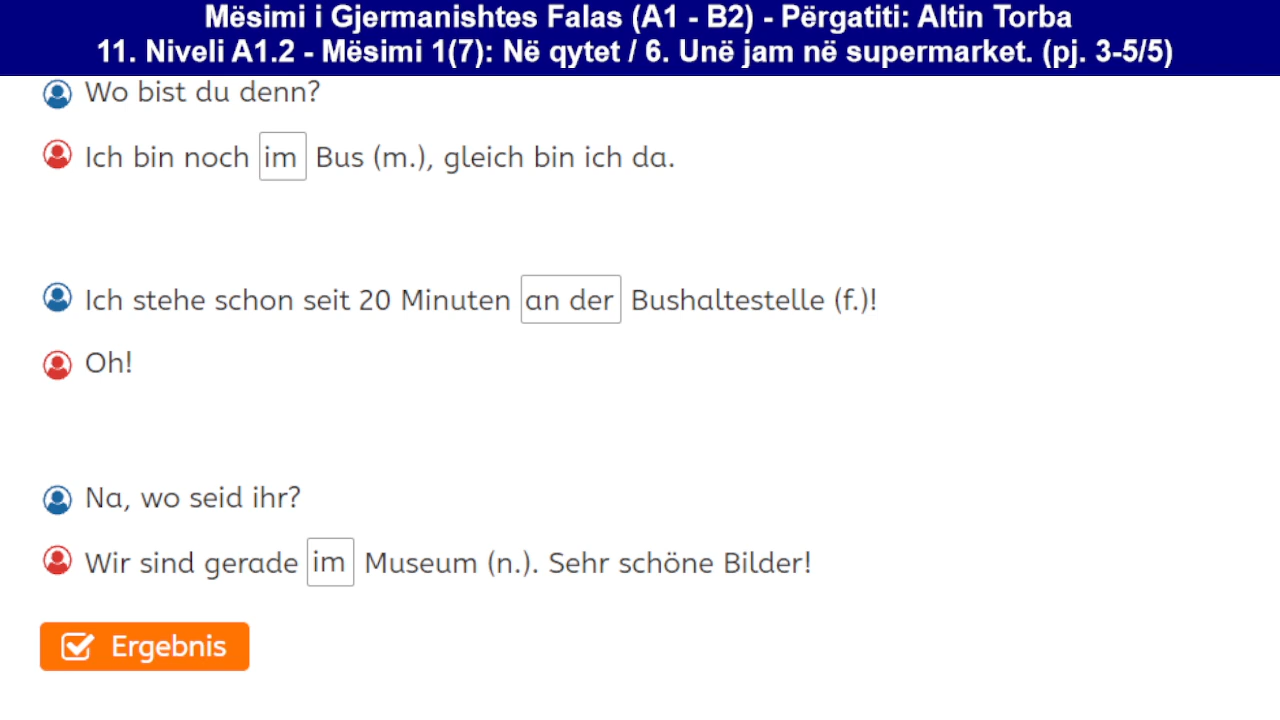 Mësimi i Gjermanishtes Falas (A1 - B2) - Përgatiti: Altin Torba
11. Niveli A1.2 - Mësimi 1(7): Në qytet / 6. Unë jam në supermarket. (pj. 3-5/5)
Wo bist du denn?
Ich bin noch im Bus (m.), gleich bin ich da.
Ich stehe schon seit 20 Minuten an der Bushaltestelle (f.)!
Oh!
Na, wo seid ihr?
Wir sind gerade im Museum (n.). Sehr schöne Bilder!
Ergebnis